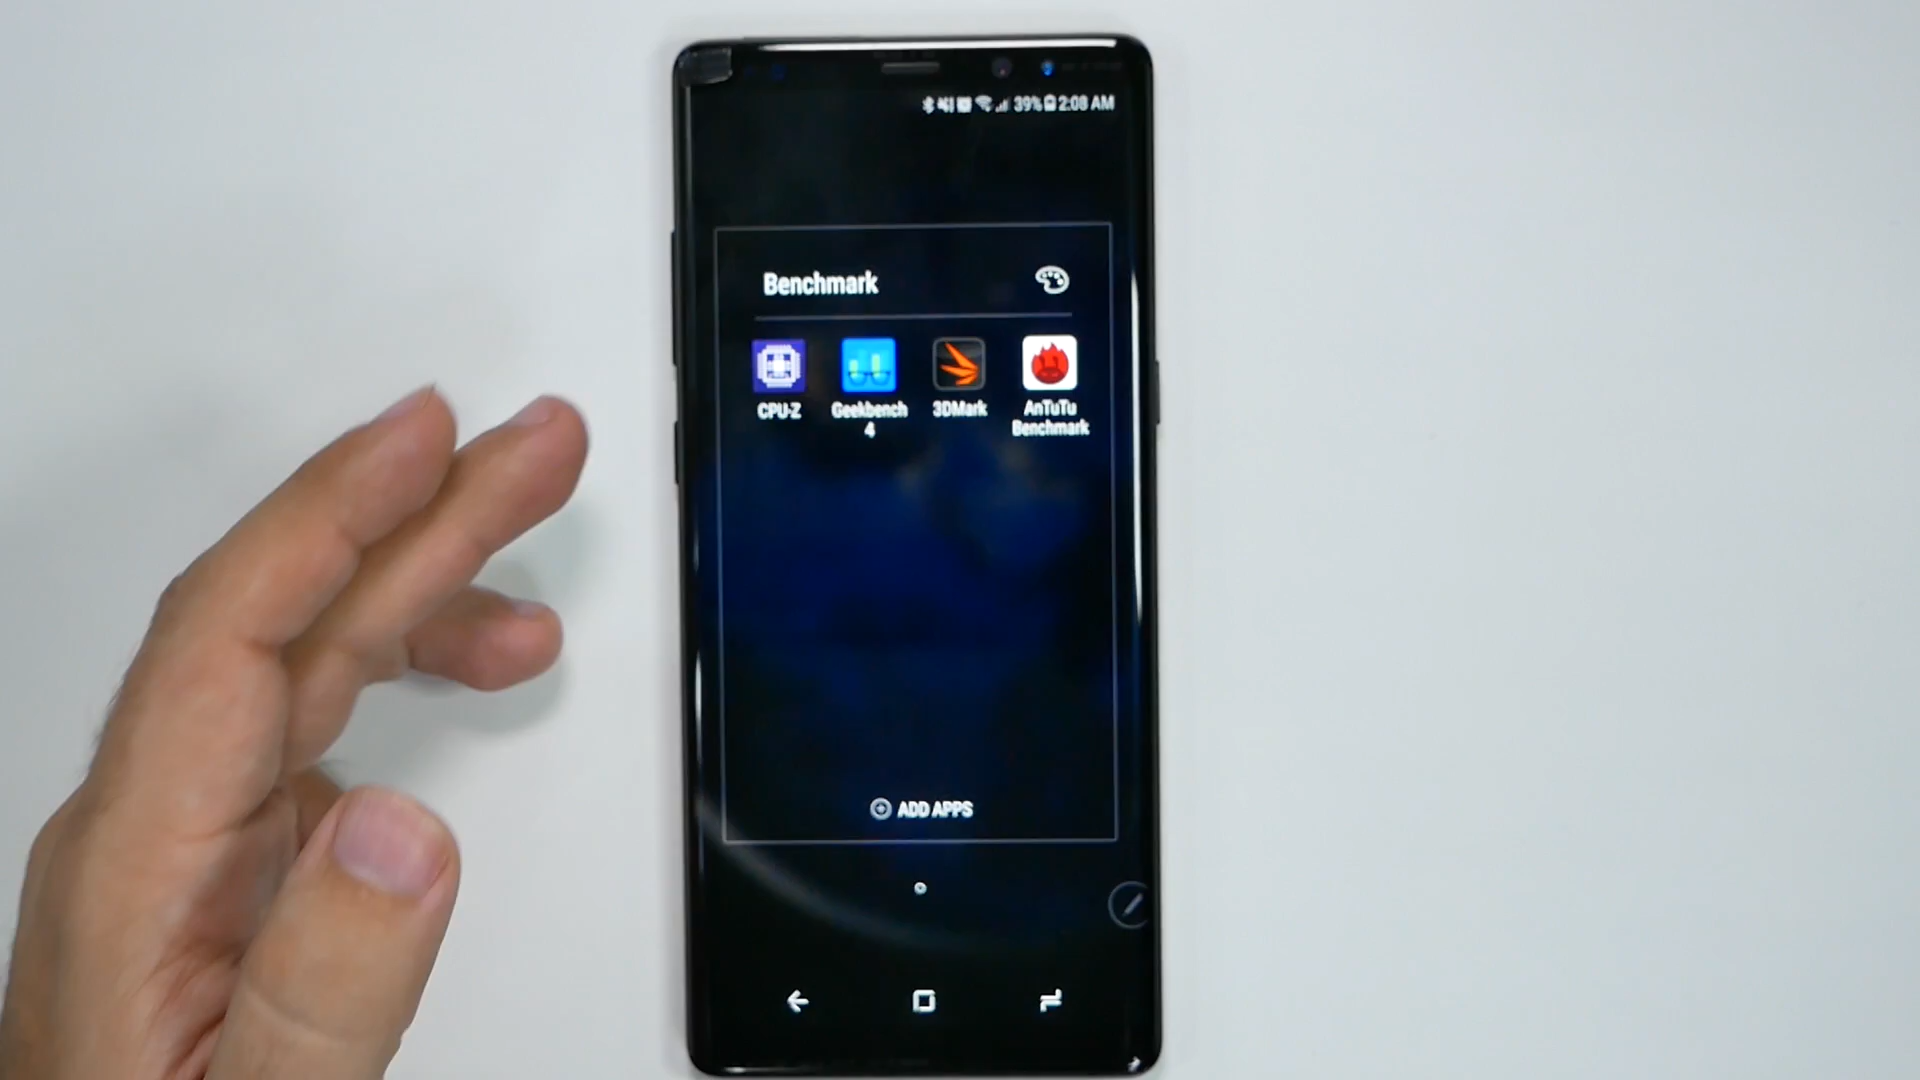 39% 2:08 AM
Benchmark
CPU-Z
Geekbench
4
3DMark
AnTuTu
Benchmark
ADD APPS